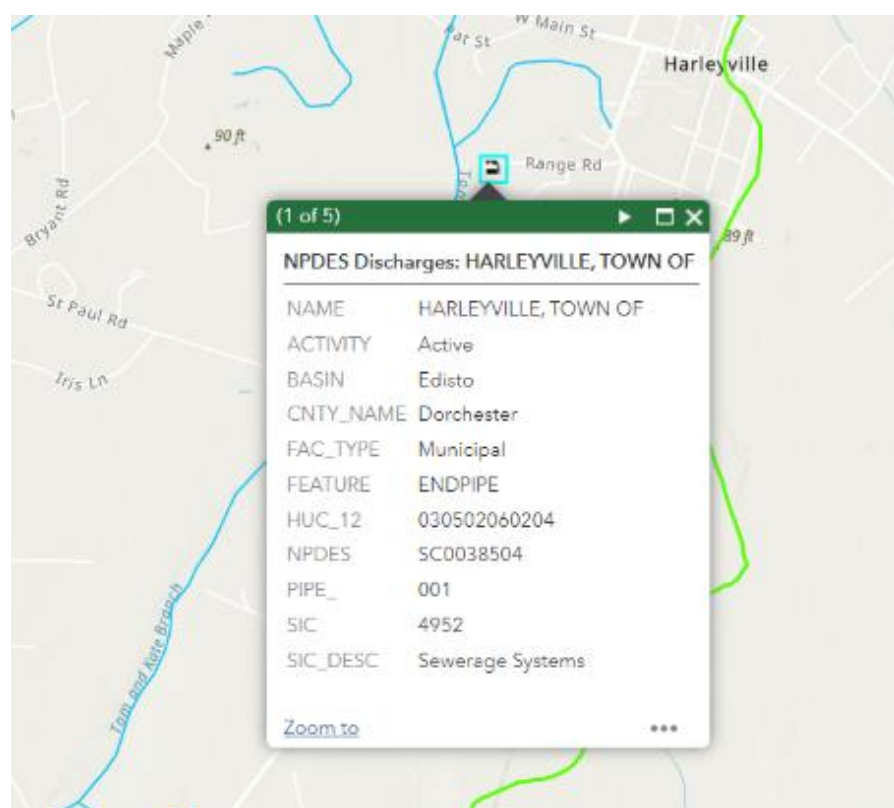 Maple
W Main St
St
Harleyville
90 ft
Range Rd
Bryant Rd
(1 of 5)
89 ft
NPDES Discharges: HARLEYVILLE, TOWN OF
NAME HARLEYVILLE, TOWN OF
St Paul Rd
ACTIVITY Active
Iris Ln
BASIN Edisto
CNTY_NAME Dorchester
FAC_TYPE Municipal
FEATURE ENDPIPE
HUC_12 030502060204
NPDES SC0038504
PIPE_ 001
SIC 4952
SIC_DESC Sewerage Systems
Tom and Kate Branch
Zoom to